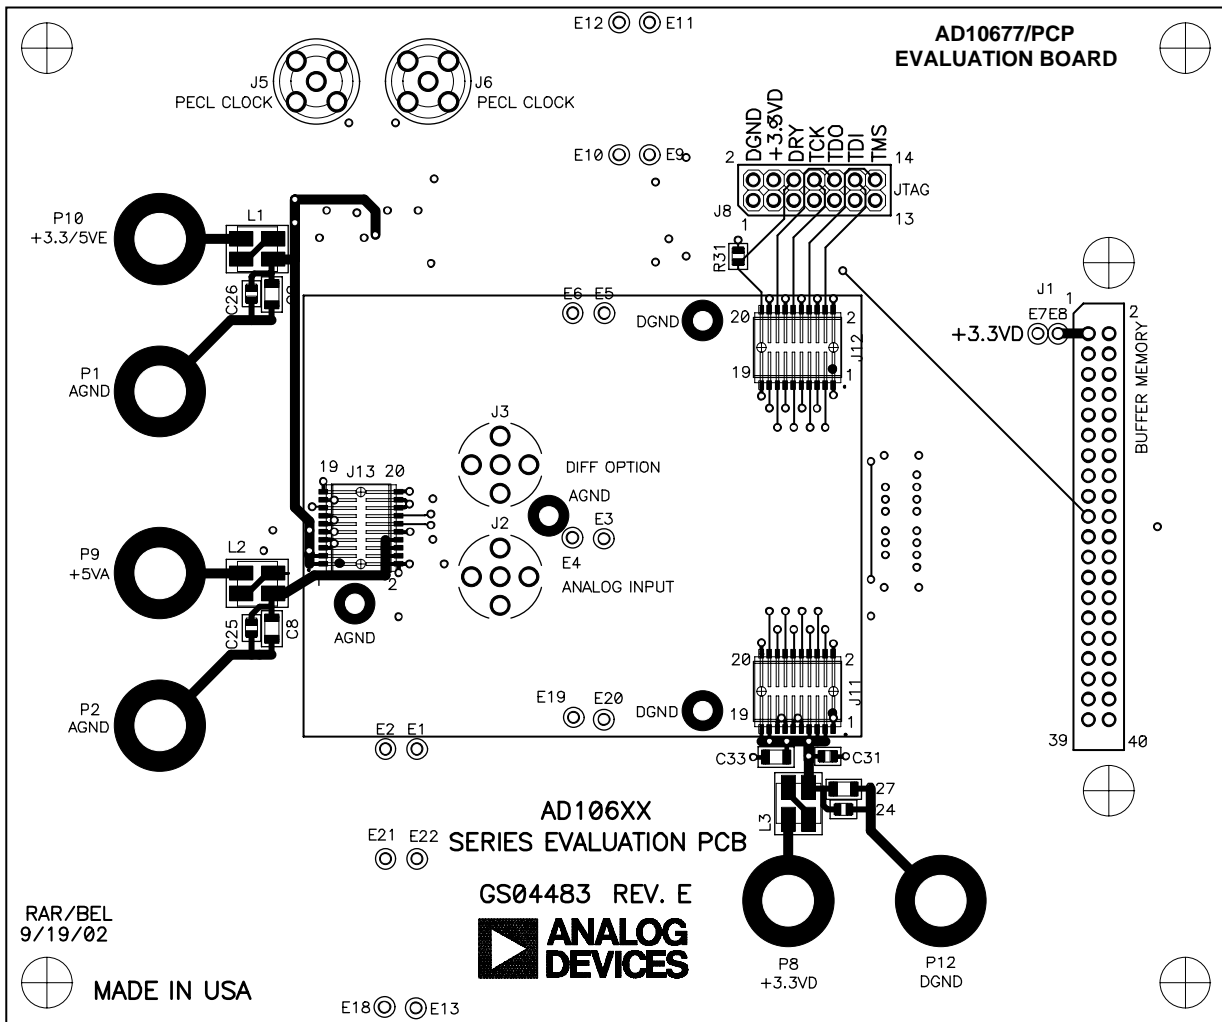 E12 E11
AD10677/PCP
EVALUATION BOARD
J5
PECL CLOCK
J6
PECL CLOCK
E10 E9
DGND
+3.3VD
DRY
TCK
TDO
TDI
TMS
2 14
JTAG
J8
1 13
R31
P10
+3.3/5VE
L1
C26
P1
AGND
E6 E5
DGND
20 2
J12
19 1
J1
1 2
E7E8
+3.3VD
BUFFER MEMORY
J3
DIFF OPTION
19 J13 20
AGND
J2
E3
E4
ANALOG INPUT
P9
+5VA
L2
1 2
AGND
C25 C8
P2
AGND
20 2
J11
19 1
E19 E20
DGND
E2 E1
39 40
C33 C31
27
24
L3
AD106XX
SERIES EVALUATION PCB
E21 E22
GS04483 REV. E
ANALOG
DEVICES
RAR/BEL
9/19/02
MADE IN USA
P8
+3.3VD
P12
DGND
E18 E13